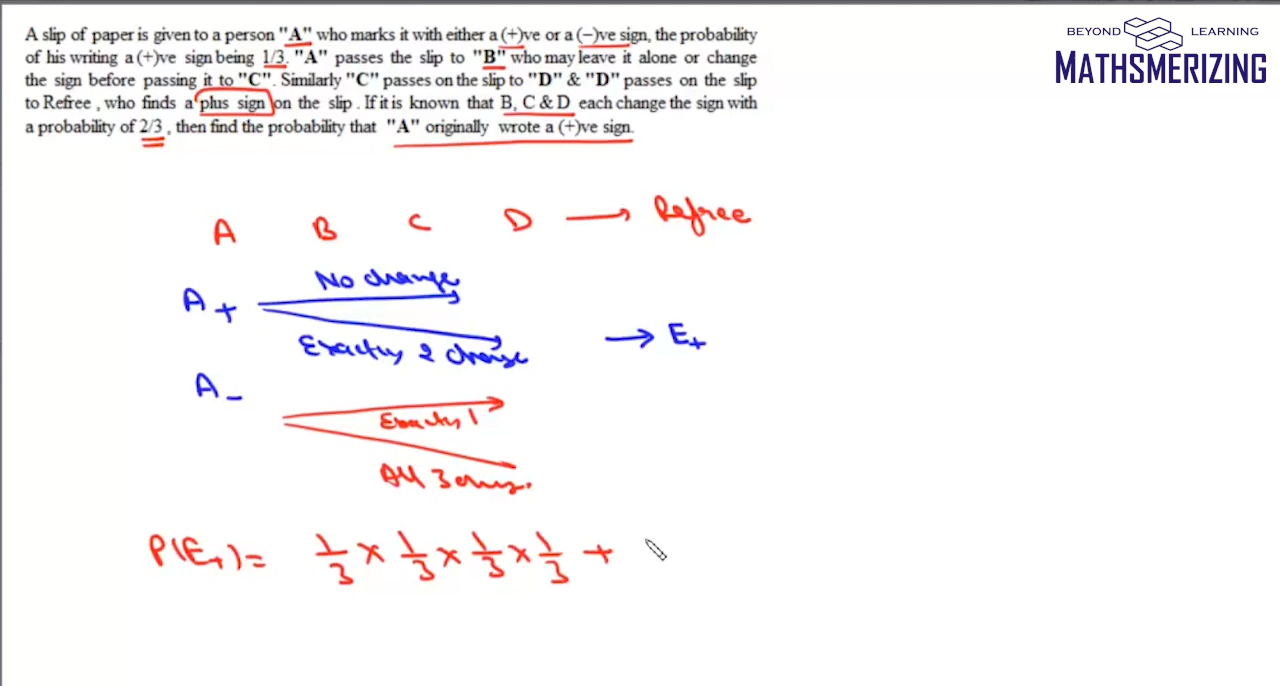 A slip of paper is given to a person "A" who marks it with either a (+)ve or a (−)ve sign, the probability
of his writing a (+)ve sign being 1/3. "A" passes the slip to "B" who may leave it alone or change
the sign before passing it to "C". Similarly "C" passes on the slip to "D" & "D" passes on the slip
to Refree , who finds a plus sign on the slip . If it is known that B, C & D each change the sign with
a probability of 2/3 , then find the probability that "A" originally wrote a (+)ve sign.
BEYOND LEARNING
MATHSMERIZING
A B C D → Refree
No change
A+
Exactly 2 change
→ E+
A−
Exactly 1
All 3
P(E+) = 1/3 × 1/3 × 1/3 × 1/3 +